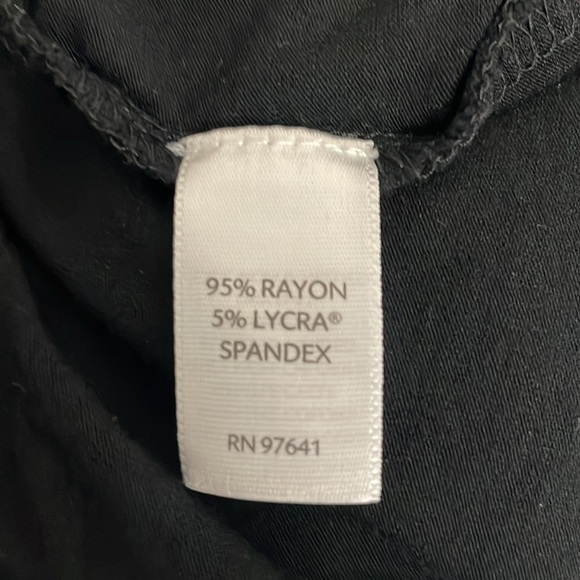 95% RAYON
5% LYCRA®
SPANDEX
RN 97641